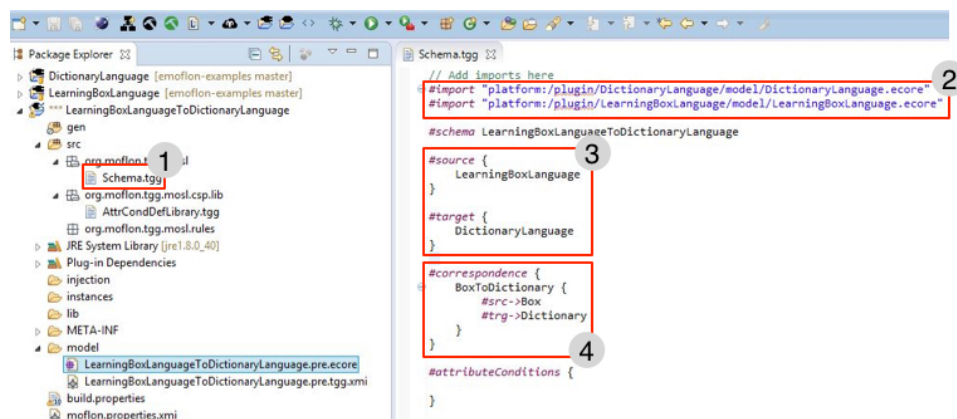 Package Explorer
DictionaryLanguage [emoflon-examples master]
LearningBoxLanguage [emoflon-examples master]
*** LearningBoxLanguageToDictionaryLanguage
gen
src
1
Schema.tgg
org.moflon.tgg.mosl.csp.lib
AttrCondDefLibrary.tgg
org.moflon.tgg.mosl.rules
JRE System Library [jre1.8.0_40]
Plug-in Dependencies
injection
instances
lib
META-INF
model
LearningBoxLanguageToDictionaryLanguage.pre.ecore
LearningBoxLanguageToDictionaryLanguage.pre.tgg.xmi
build.properties
moflon.properties.xmi
Schema.tgg
// Add imports here
2
#import "platform:/plugin/DictionaryLanguage/model/DictionaryLanguage.ecore"
#import "platform:/plugin/LearningBoxLanguage/model/LearningBoxLanguage.ecore"
#schema LearningBoxLanguageToDictionaryLanguage
3
#source {
LearningBoxLanguage
}
#target {
DictionaryLanguage
}
#correspondence {
BoxToDictionary {
#src->Box
#trg->Dictionary
}
}
4
#attributeConditions {
}